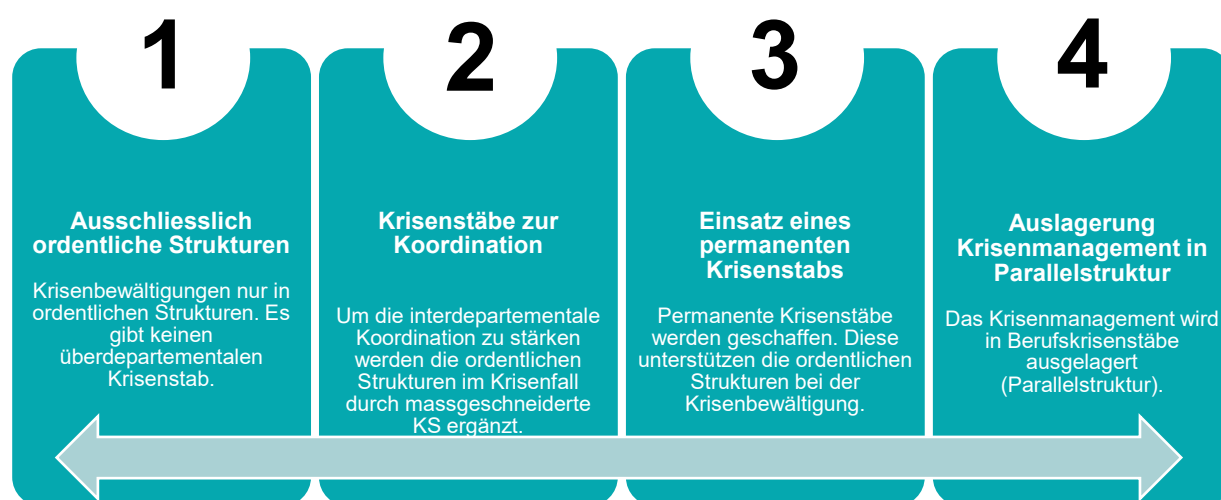 1
Ausschliesslich
ordentliche Strukturen
Krisenbewältigungen nur in
ordentlichen Strukturen. Es
gibt keinen
überdepartementalen
Krisenstab.
2
Krisenstäbe zur
Koordination
Um die interdepartementale
Koordination zu stärken
werden die ordentlichen
Strukturen im Krisenfall
durch massgeschneiderte
KS ergänzt.
3
Einsatz eines
permanenten
Krisenstabs
Permanente Krisenstäbe
werden geschaffen. Diese
unterstützen die ordentlichen
Strukturen bei der
Krisenbewältigung.
4
Auslagerung
Krisenmanagement in
Parallelstruktur
Das Krisenmanagement wird
in Berufskrisenstäbe
ausgelagert
(Parallelstruktur).